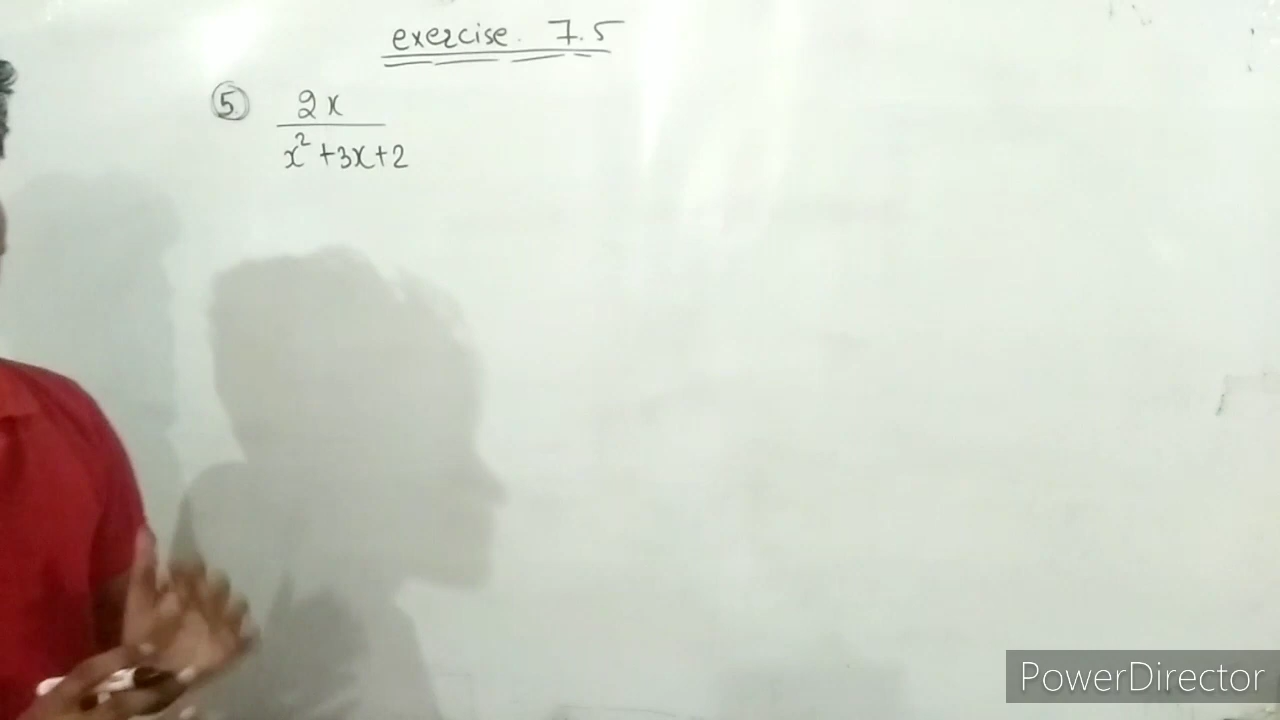 exercise. 7.5
⑤ 2x
x²+3x+2
PowerDirector